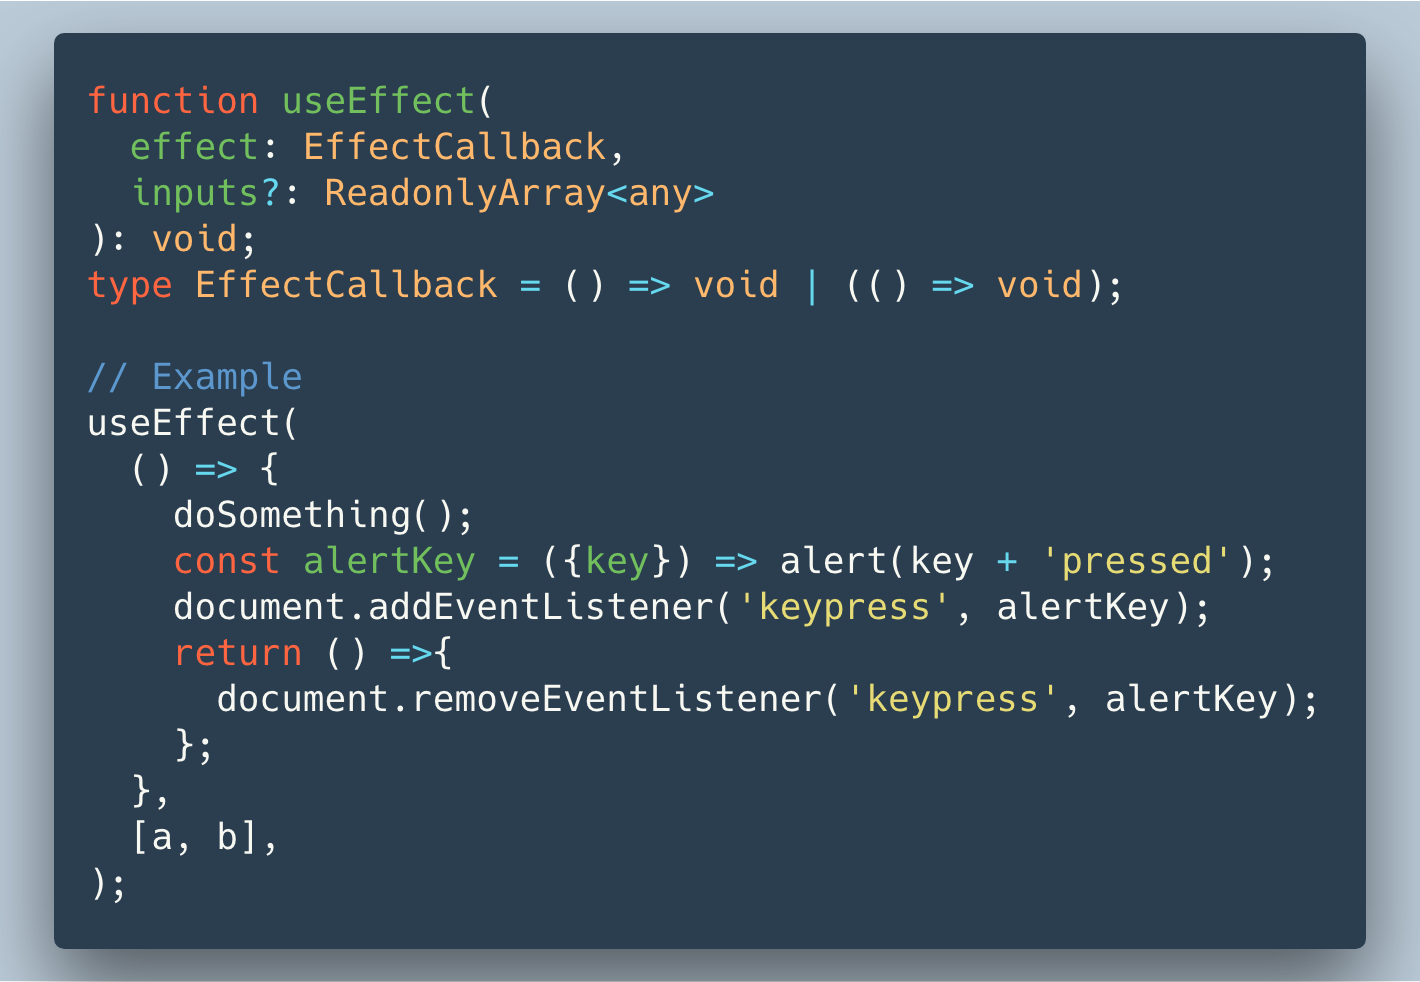 function useEffect(
  effect: EffectCallback,
  inputs?: ReadonlyArray<any>
): void;
type EffectCallback = () => void | (() => void);

// Example
useEffect(
  () => {
    doSomething();
    const alertKey = ({key}) => alert(key + 'pressed');
    document.addEventListener('keypress', alertKey);
    return () =>{
      document.removeEventListener('keypress', alertKey);
    };
  },
  [a, b],
);